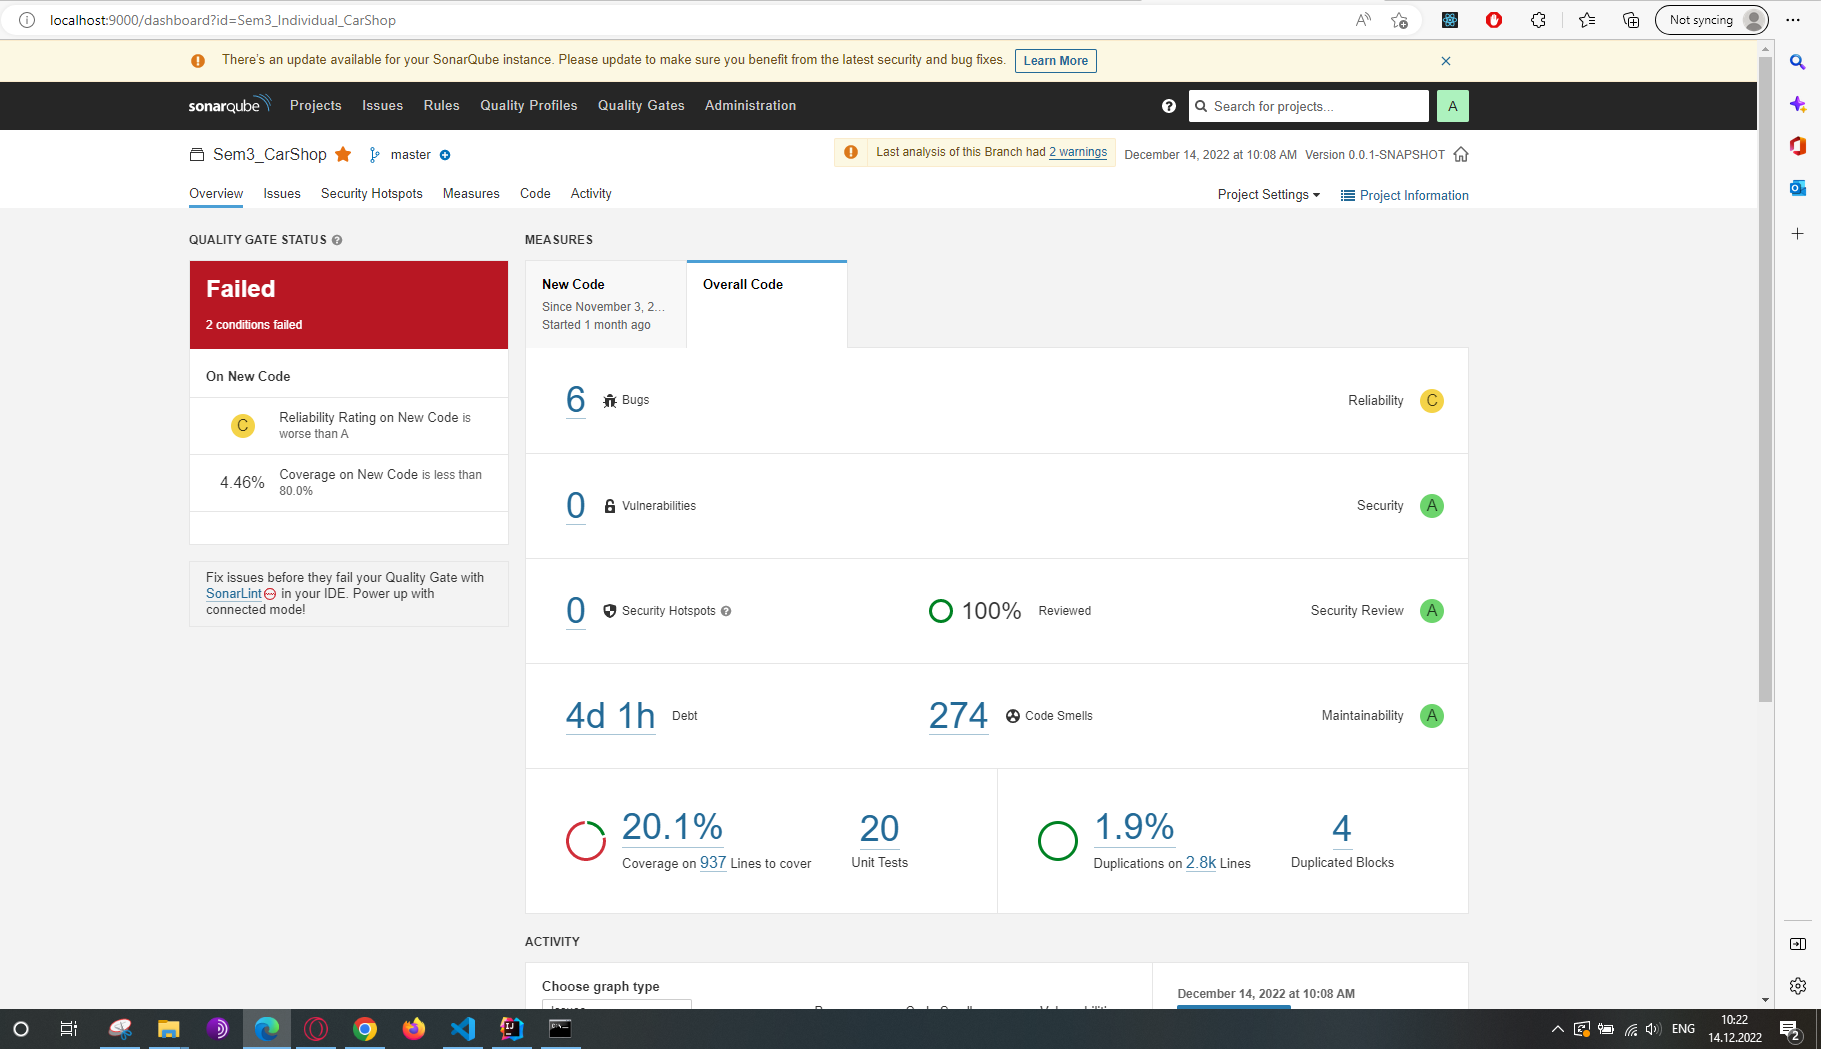 localhost:9000/dashboard?id=Sem3_Individual_CarShop
Not syncing
There's an update available for your SonarQube instance. Please update to make sure you benefit from the latest security and bug fixes. Learn More
sonarqube Projects Issues Rules Quality Profiles Quality Gates Administration
Search for projects...
A
Sem3_CarShop master
Last analysis of this Branch had 2 warnings December 14, 2022 at 10:08 AM Version 0.0.1-SNAPSHOT
Overview Issues Security Hotspots Measures Code Activity
Project Settings Project Information
QUALITY GATE STATUS
Failed
2 conditions failed
On New Code
C Reliability Rating on New Code is
worse than A
4.46% Coverage on New Code is less than
80.0%
Fix issues before they fail your Quality Gate with
SonarLint in your IDE. Power up with
connected mode!
MEASURES
New Code
Since November 3, 2...
Started 1 month ago
Overall Code
6 Bugs Reliability C
0 Vulnerabilities Security A
0 Security Hotspots 100% Reviewed Security Review A
4d 1h Debt 274 Code Smells Maintainability A
20.1%
Coverage on 937 Lines to cover
20
Unit Tests
1.9%
Duplications on 2.8k Lines
4
Duplicated Blocks
ACTIVITY
Choose graph type
December 14, 2022 at 10:08 AM
ENG
10:22
14.12.2022
2